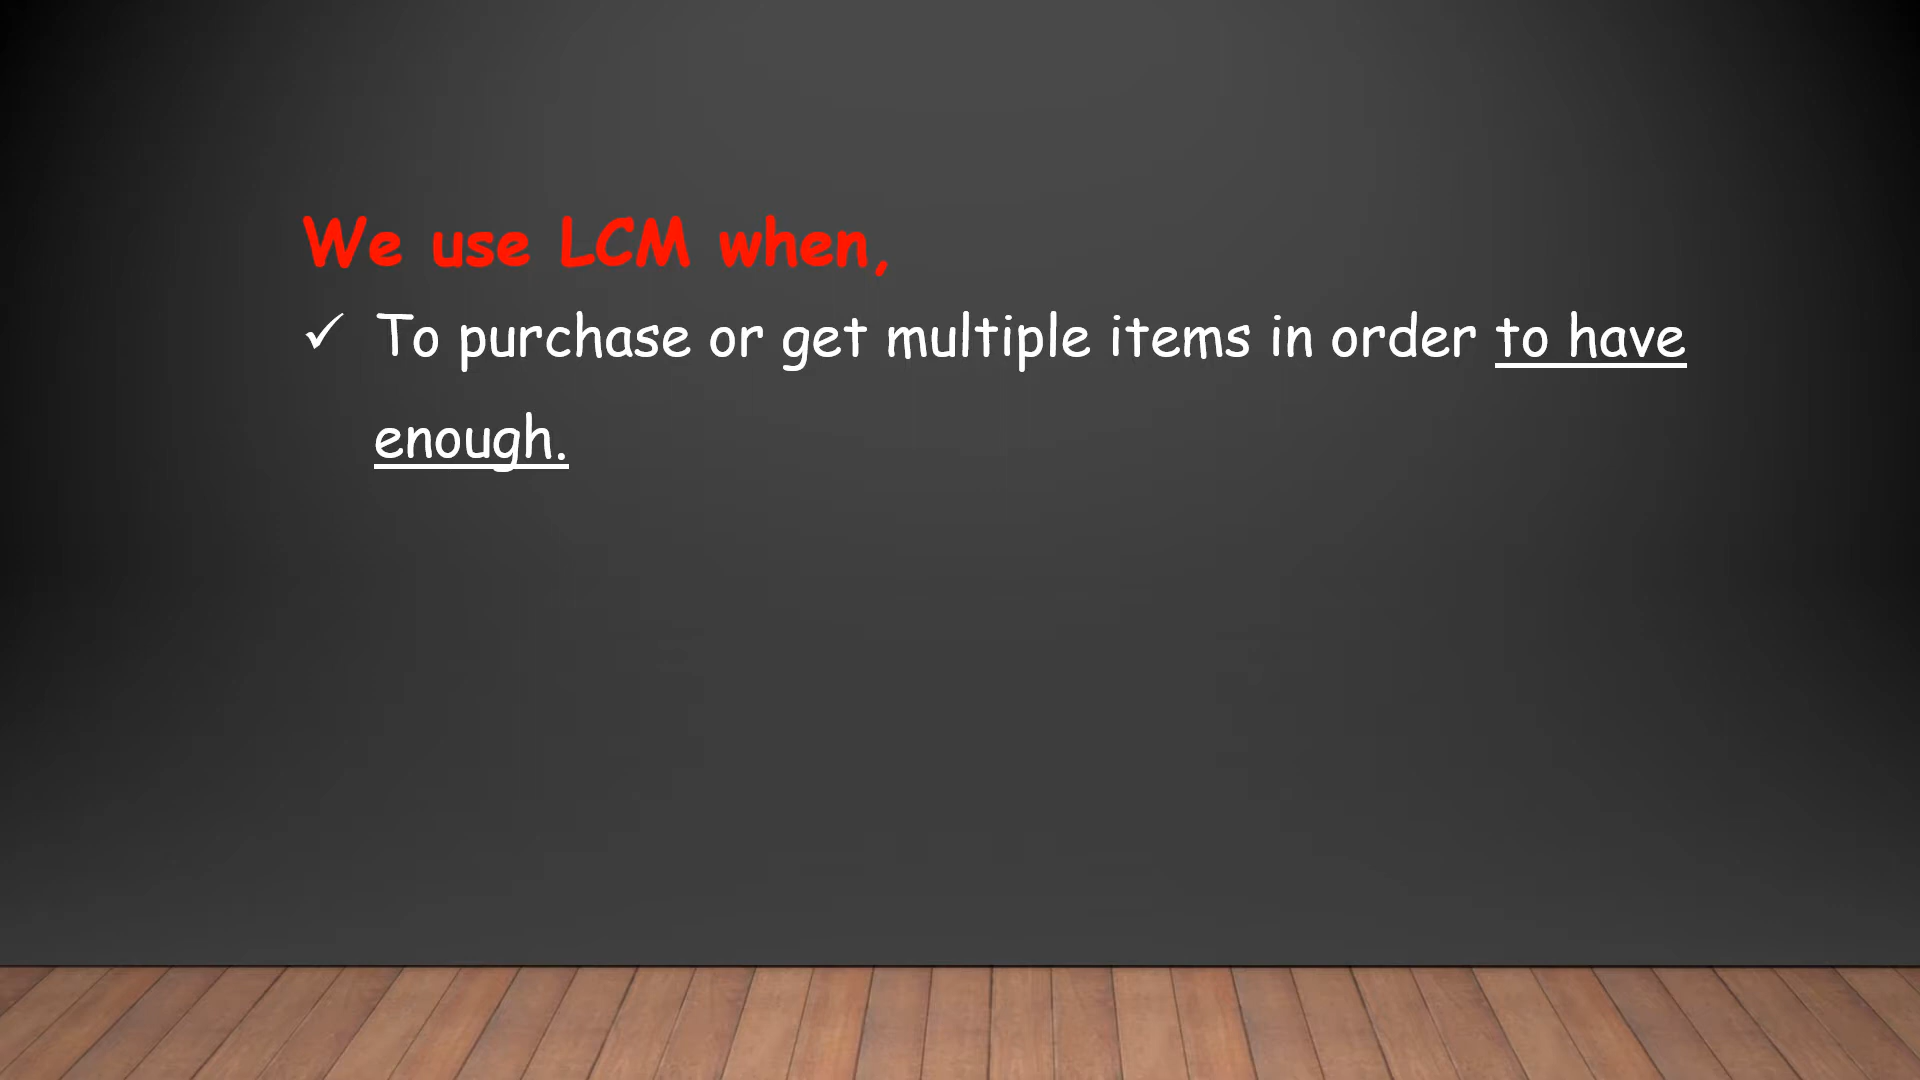 We use LCM when,
✓ To purchase or get multiple items in order to have
enough.